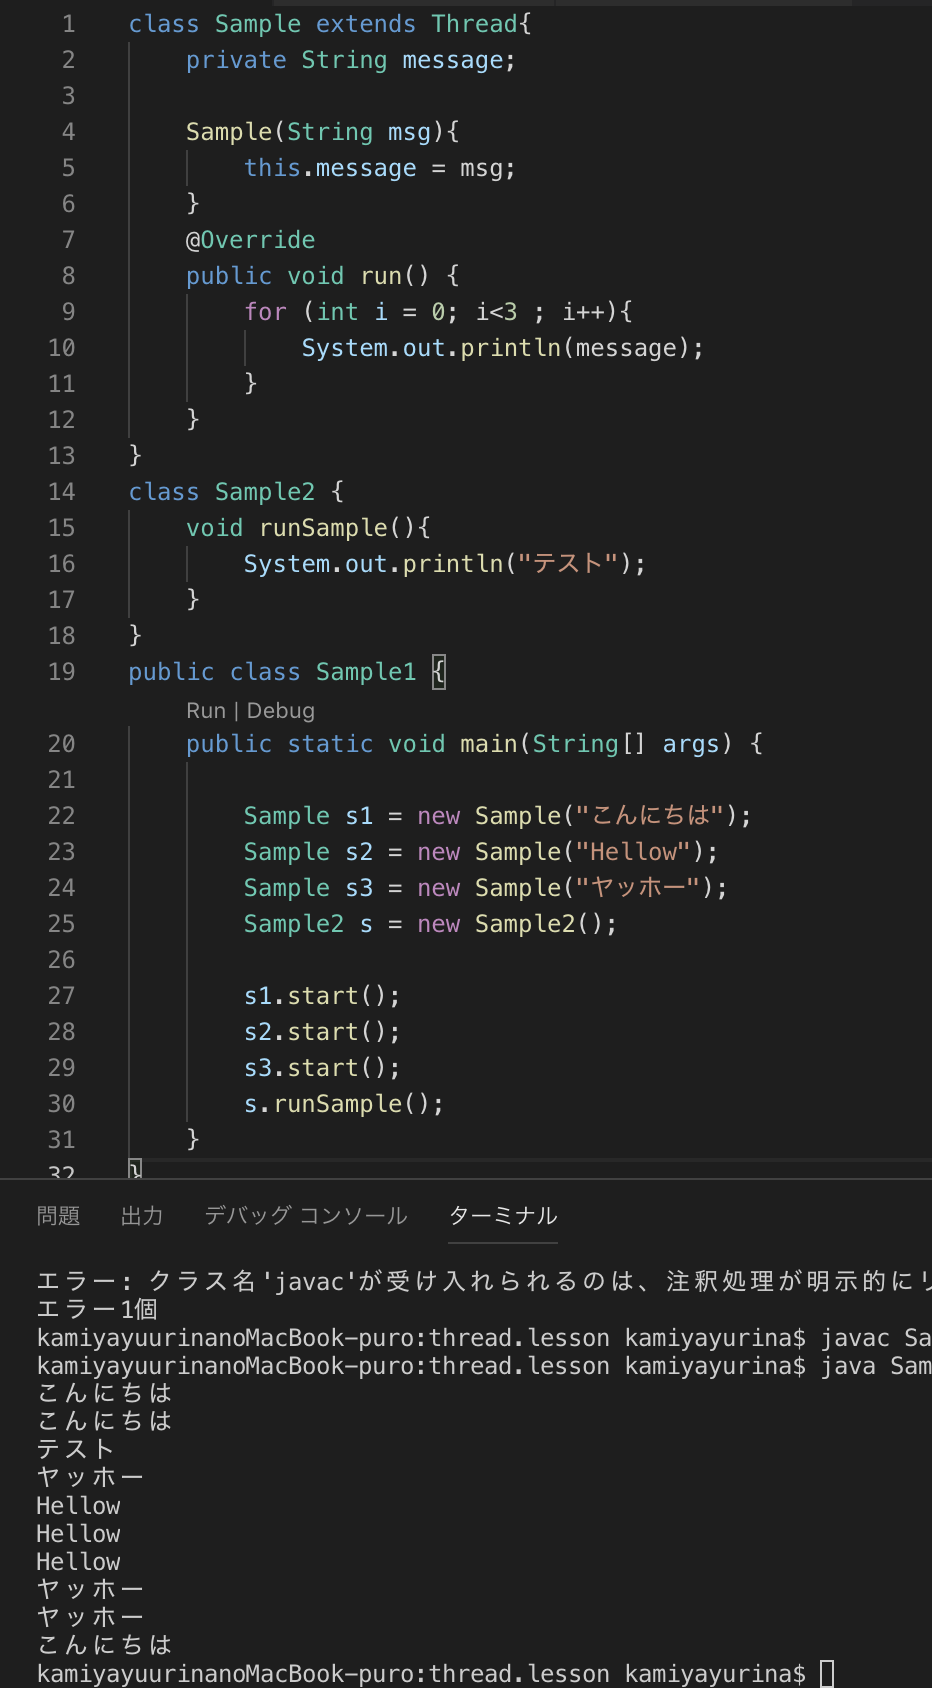 1 class Sample extends Thread{
2 private String message;
3
4 Sample(String msg){
5 this.message = msg;
6 }
7 @Override
8 public void run() {
9 for (int i = 0; i<3 ; i++){
10 System.out.println(message);
11 }
12 }
13 }
14 class Sample2 {
15 void runSample(){
16 System.out.println("テスト");
17 }
18 }
19 public class Sample1 {
Run | Debug
20 public static void main(String[] args) {
21
22 Sample s1 = new Sample("こんにちは");
23 Sample s2 = new Sample("Hellow");
24 Sample s3 = new Sample("ヤッホー");
25 Sample2 s = new Sample2();
26
27 s1.start();
28 s2.start();
29 s3.start();
30 s.runSample();
31 }
32 }
問題 出力 デバッグ コンソール ターミナル
エラー: クラス名'javac'が受け入れられるのは、注釈処理が明示的にリ
エラー1個
kamiyayuurinanoMacBook-puro:thread.lesson kamiyayurina$ javac Sa
kamiyayuurinanoMacBook-puro:thread.lesson kamiyayurina$ java Sam
こんにちは
こんにちは
テスト
ヤッホー
Hellow
Hellow
Hellow
ヤッホー
ヤッホー
こんにちは
kamiyayuurinanoMacBook-puro:thread.lesson kamiyayurina$